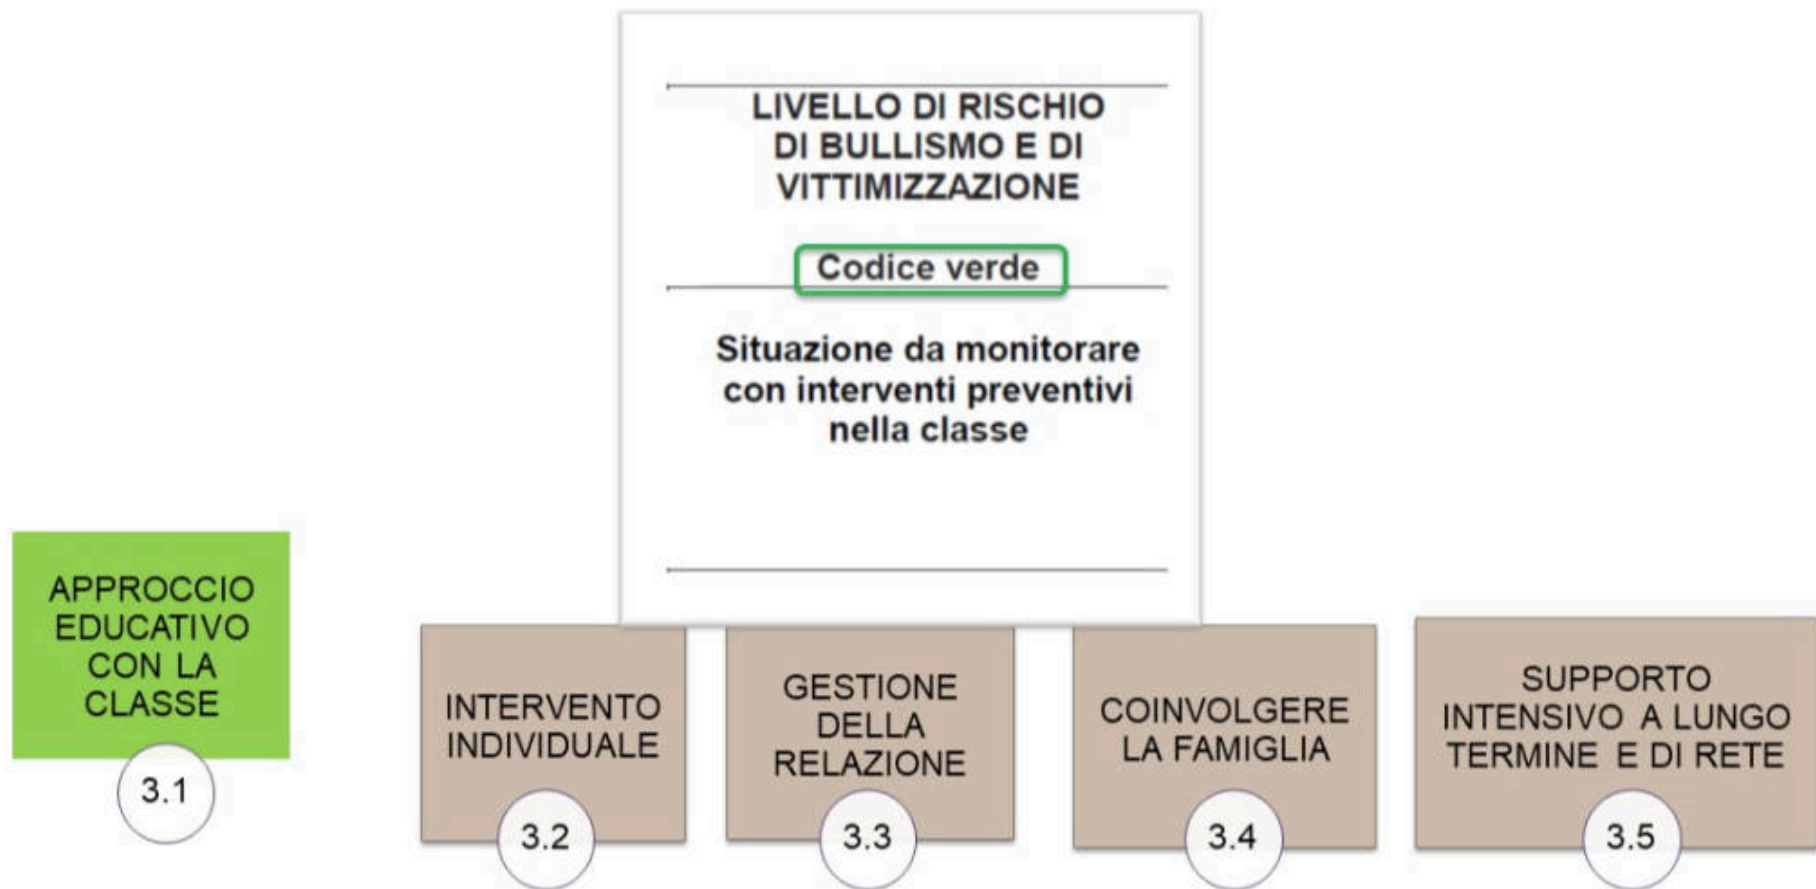 LIVELLO DI RISCHIO
DI BULLISMO E DI
VITTIMIZZAZIONE
Codice verde
Situazione da monitorare
con interventi preventivi
nella classe
APPROCCIO
EDUCATIVO
CON LA
CLASSE
3.1
INTERVENTO
INDIVIDUALE
3.2
GESTIONE
DELLA
RELAZIONE
3.3
COINVOLGERE
LA FAMIGLIA
3.4
SUPPORTO
INTENSIVO A LUNGO
TERMINE E DI RETE
3.5